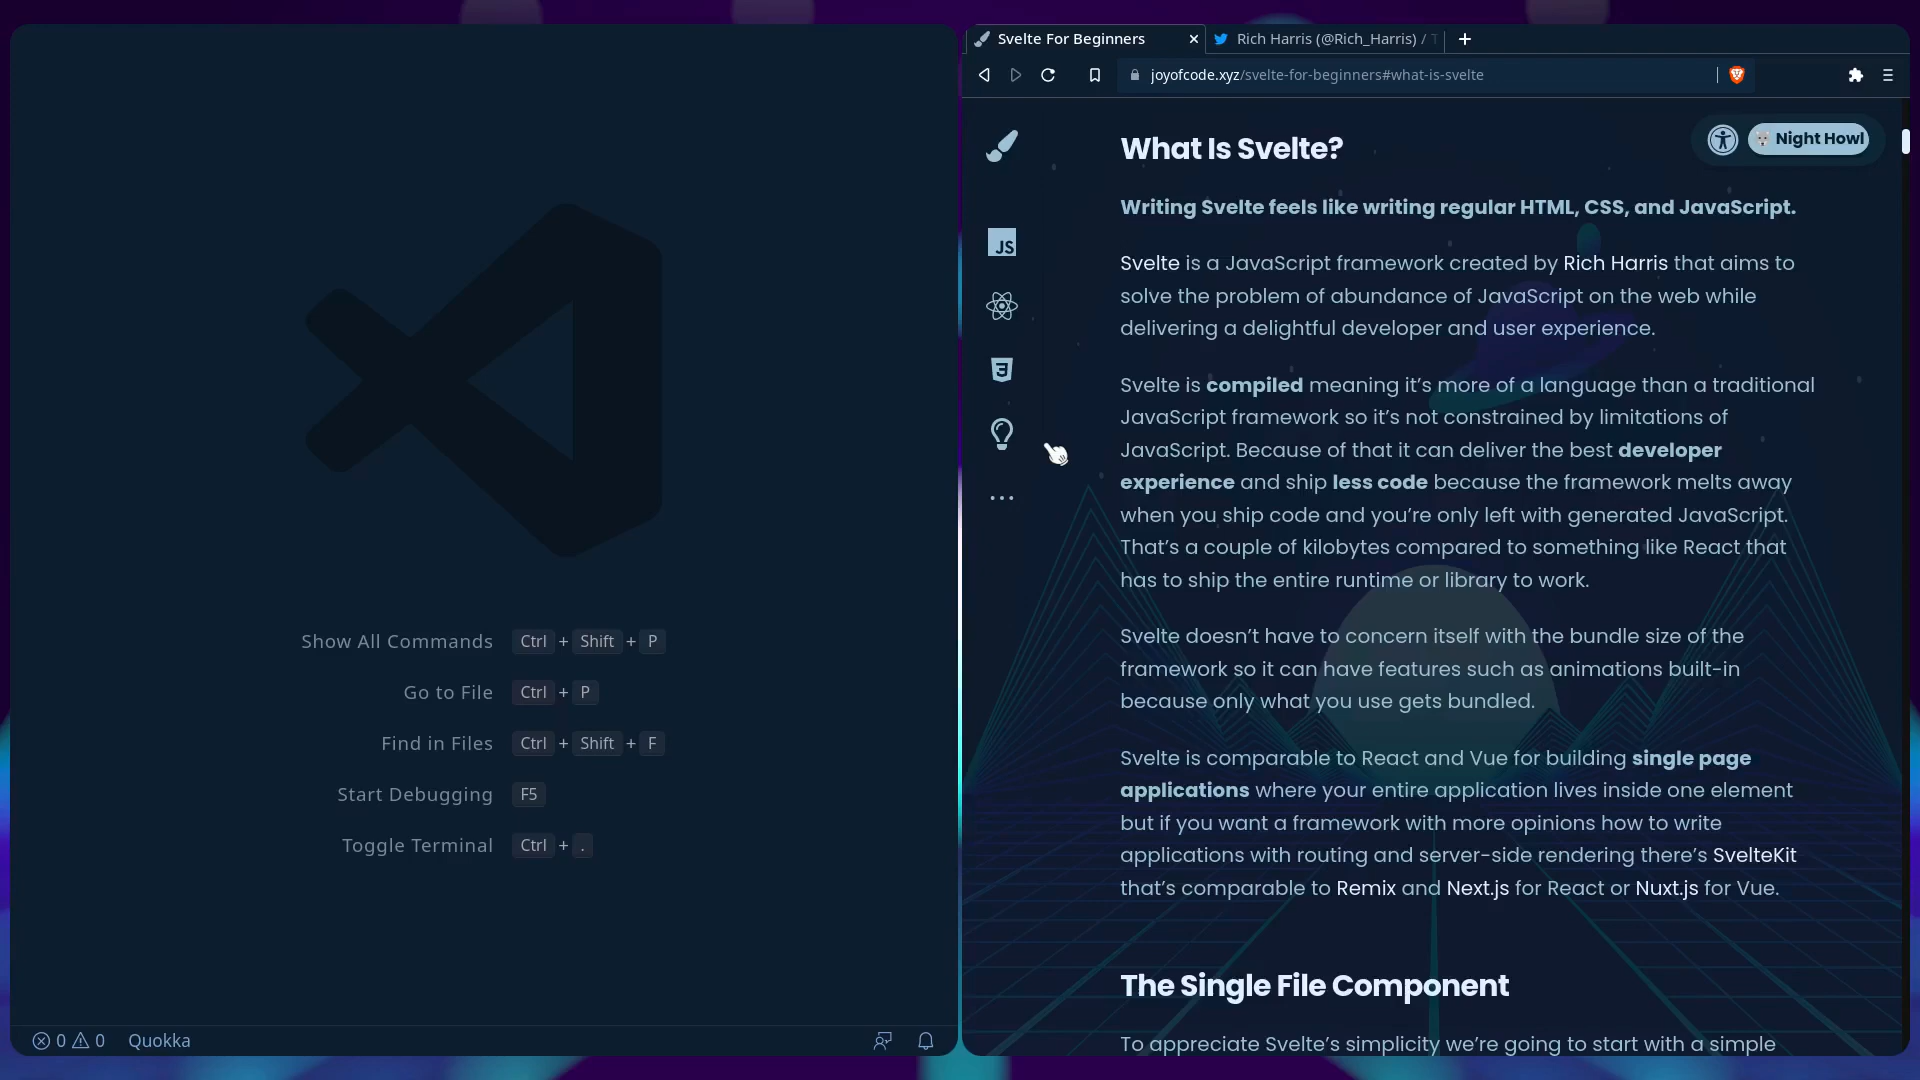 Svelte For Beginners
Rich Harris (@Rich_Harris) / T
joyofcode.xyz/svelte-for-beginners#what-is-svelte
Night Howl
JS
What Is Svelte?
Writing Svelte feels like writing regular HTML, CSS, and JavaScript.
Svelte is a JavaScript framework created by Rich Harris that aims to
solve the problem of abundance of JavaScript on the web while
delivering a delightful developer and user experience.
Svelte is compiled meaning it’s more of a language than a traditional
JavaScript framework so it’s not constrained by limitations of
JavaScript. Because of that it can deliver the best developer
experience and ship less code because the framework melts away
when you ship code and you’re only left with generated JavaScript.
That’s a couple of kilobytes compared to something like React that
has to ship the entire runtime or library to work.
Svelte doesn’t have to concern itself with the bundle size of the
framework so it can have features such as animations built-in
because only what you use gets bundled.
Svelte is comparable to React and Vue for building single page
applications where your entire application lives inside one element
but if you want a framework with more opinions how to write
applications with routing and server-side rendering there’s SvelteKit
that’s comparable to Remix and Next.js for React or Nuxt.js for Vue.
The Single File Component
To appreciate Svelte’s simplicity we’re going to start with a simple
Show All Commands Ctrl + Shift + P
Go to File Ctrl + P
Find in Files Ctrl + Shift + F
Start Debugging F5
Toggle Terminal Ctrl + .
0 0 Quokka